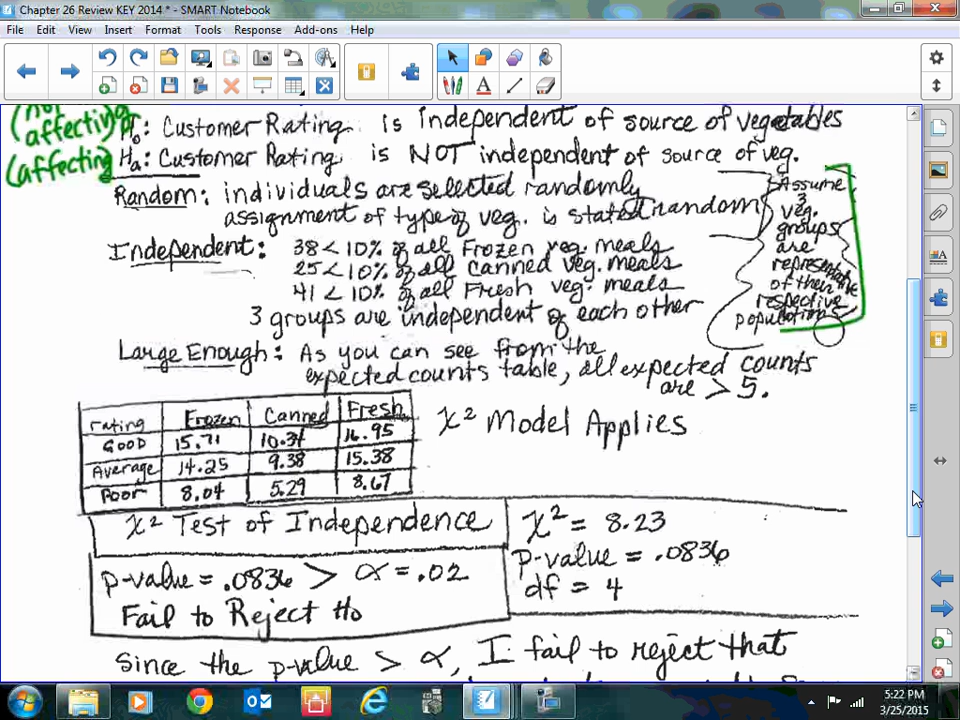 Chapter 26 Review KEY 2014 * - SMART Notebook
File Edit View Insert Format Tools Response Add-ons Help
(not affecting) Ho: Customer Rating is Independent of source of vegetables
(affecting) Ha: Customer Rating is NOT independent of source of veg.
Random: individuals are selected randomly
assignment of type of veg. is stated random
Assume
3
veg.
groups
are
representative
of their
respective
populations
Independent: 38 < 10% of all Frozen veg. meals
25 < 10% of all Canned veg. meals
41 < 10% of all Fresh veg. meals
3 groups are independent of each other
Large Enough: As you can see from the
expected counts table, all expected counts
are > 5.
rating Frozen Canned Fresh
GOOD 15.71 10.34 16.95
Average 14.25 9.38 15.38
Poor 8.04 5.29 8.67
χ² Model Applies
χ² Test of Independence
χ² = 8.23
p-value = .0836
df = 4
p-value = .0836 > α = .02
Fail to Reject Ho
Since the p-value > α, I fail to reject that
5:22 PM
3/25/2015